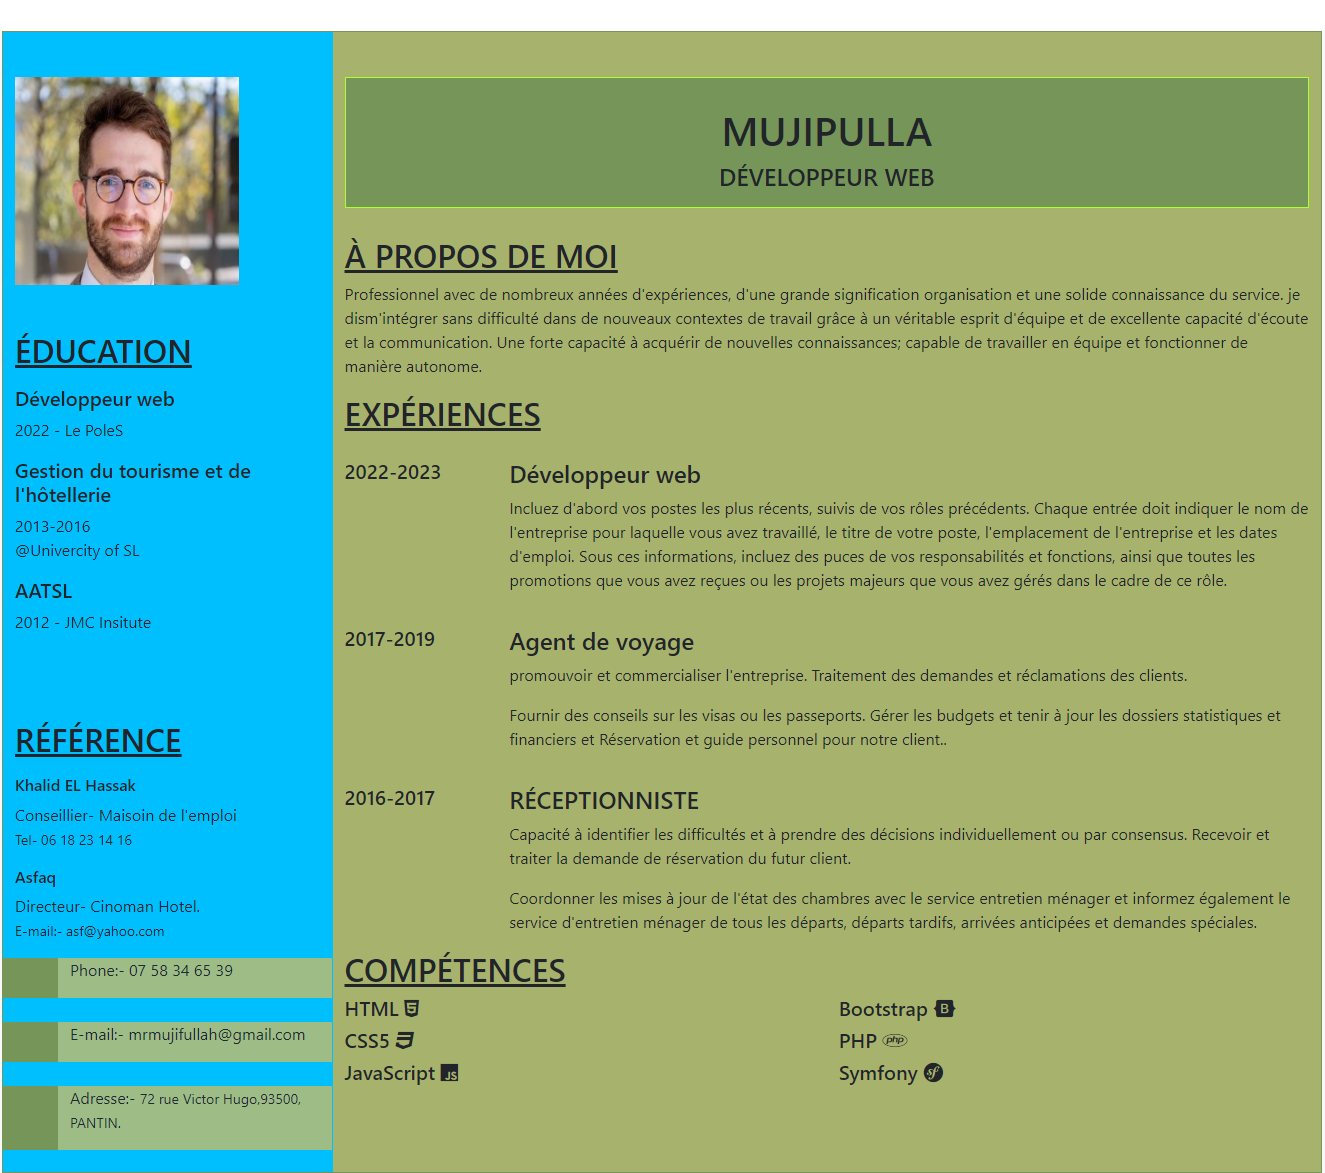 ÉDUCATION
Développeur web
2022 - Le PoleS
Gestion du tourisme et de
l'hôtellerie
2013-2016
@Univercity of SL
AATSL
2012 - JMC Insitute
RÉFÉRENCE
Khalid EL Hassak
Conseillier- Maisoin de l'emploi
Tel- 06 18 23 14 16
Asfaq
Directeur- Cinoman Hotel.
E-mail:- asf@yahoo.com
Phone:- 07 58 34 65 39
E-mail:- mrmujifullah@gmail.com
Adresse:- 72 rue Victor Hugo,93500,
PANTIN.
MUJIPULLA
DÉVELOPPEUR WEB
À PROPOS DE MOI
Professionnel avec de nombreux années d'expériences, d'une grande signification organisation et une solide connaissance du service. je
dism'intégrer sans difficulté dans de nouveaux contextes de travail grâce à un véritable esprit d'équipe et de excellente capacité d'écoute
et la communication. Une forte capacité à acquérir de nouvelles connaissances; capable de travailler en équipe et fonctionner de
manière autonome.
EXPÉRIENCES
2022-2023
Développeur web
Incluez d'abord vos postes les plus récents, suivis de vos rôles précédents. Chaque entrée doit indiquer le nom de
l'entreprise pour laquelle vous avez travaillé, le titre de votre poste, l'emplacement de l'entreprise et les dates
d'emploi. Sous ces informations, incluez des puces de vos responsabilités et fonctions, ainsi que toutes les
promotions que vous avez reçues ou les projets majeurs que vous avez gérés dans le cadre de ce rôle.
2017-2019
Agent de voyage
promouvoir et commercialiser l'entreprise. Traitement des demandes et réclamations des clients.
Fournir des conseils sur les visas ou les passeports. Gérer les budgets et tenir à jour les dossiers statistiques et
financiers et Réservation et guide personnel pour notre client..
2016-2017
RÉCEPTIONNISTE
Capacité à identifier les difficultés et à prendre des décisions individuellement ou par consensus. Recevoir et
traiter la demande de réservation du futur client.
Coordonner les mises à jour de l'état des chambres avec le service entretien ménager et informez également le
service d'entretien ménager de tous les départs, départs tardifs, arrivées anticipées et demandes spéciales.
COMPÉTENCES
HTML 5
CSS5 3
JavaScript JS
Bootstrap B
PHP php
Symfony sf